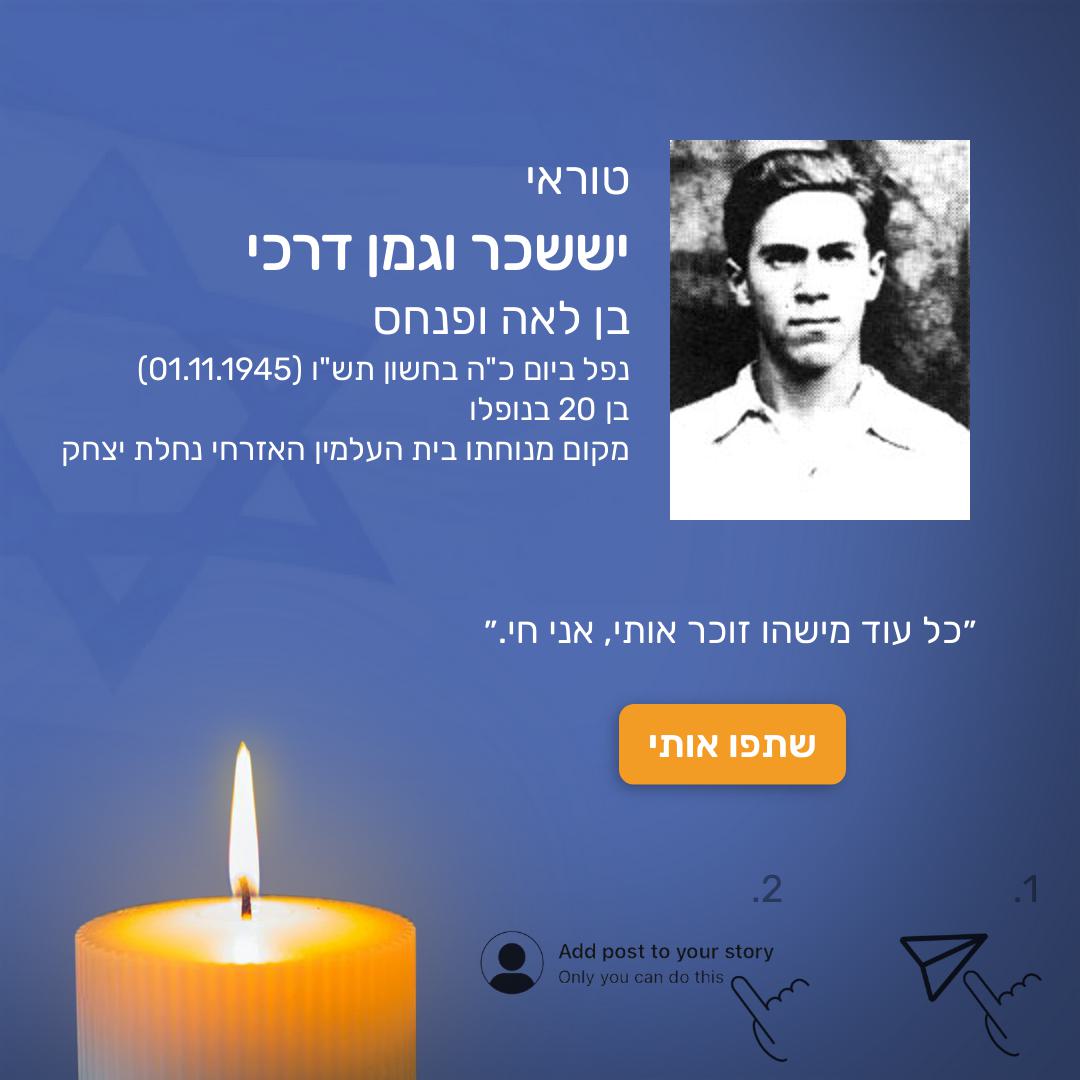 טוראי
יששכר וגמן דרכי
בן לאה ופנחס
נפל ביום כ"ה בחשון תש"ו (01.11.1945)
בן 20 בנופלו
מקום מנוחתו בית העלמין האזרחי נחלת יצחק
״כל עוד מישהו זוכר אותי, אני חי.״
שתפו אותי
.1
.2
Add post to your story
Only you can do this